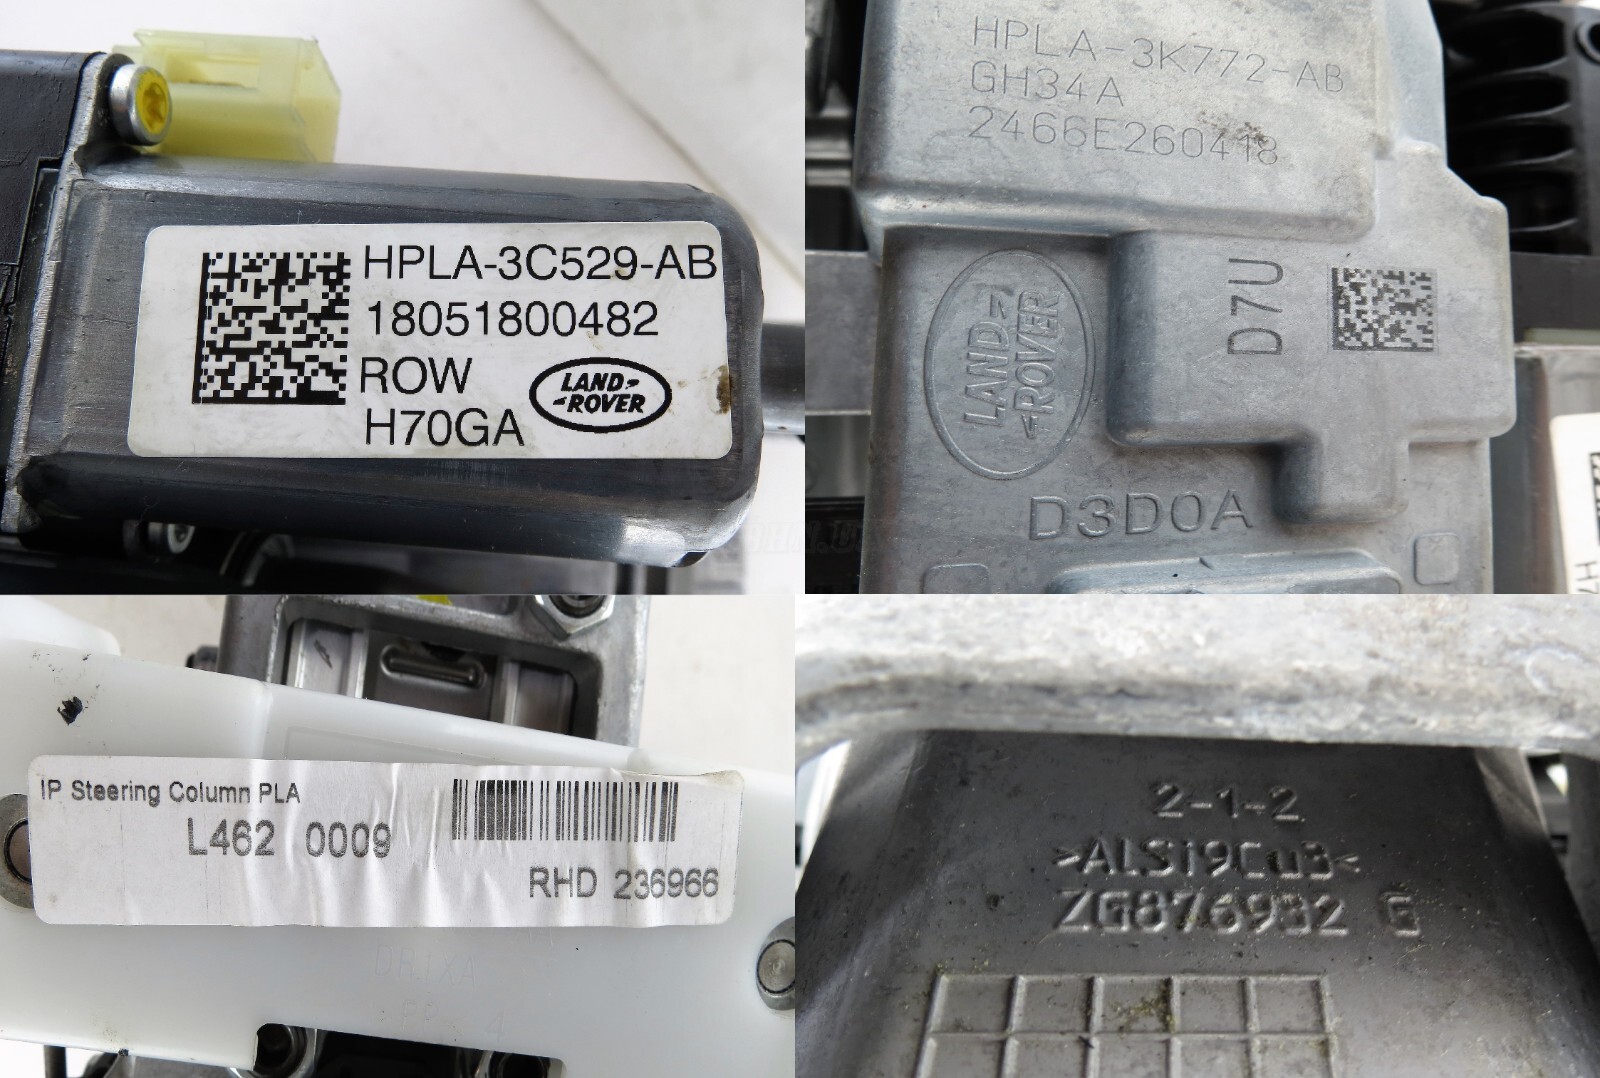 HPLA-3C529-AB
18051800482
ROW
H70GA
LAND
ROVER
HPLA-3K772-AB
GH34A
2466E260418
LAND
ROVER
D7U
D3D0A
IP Steering Column PLA
L462 0009
RHD 236966
2-1-2
>ALSi9Cu3<
ZG876932 G